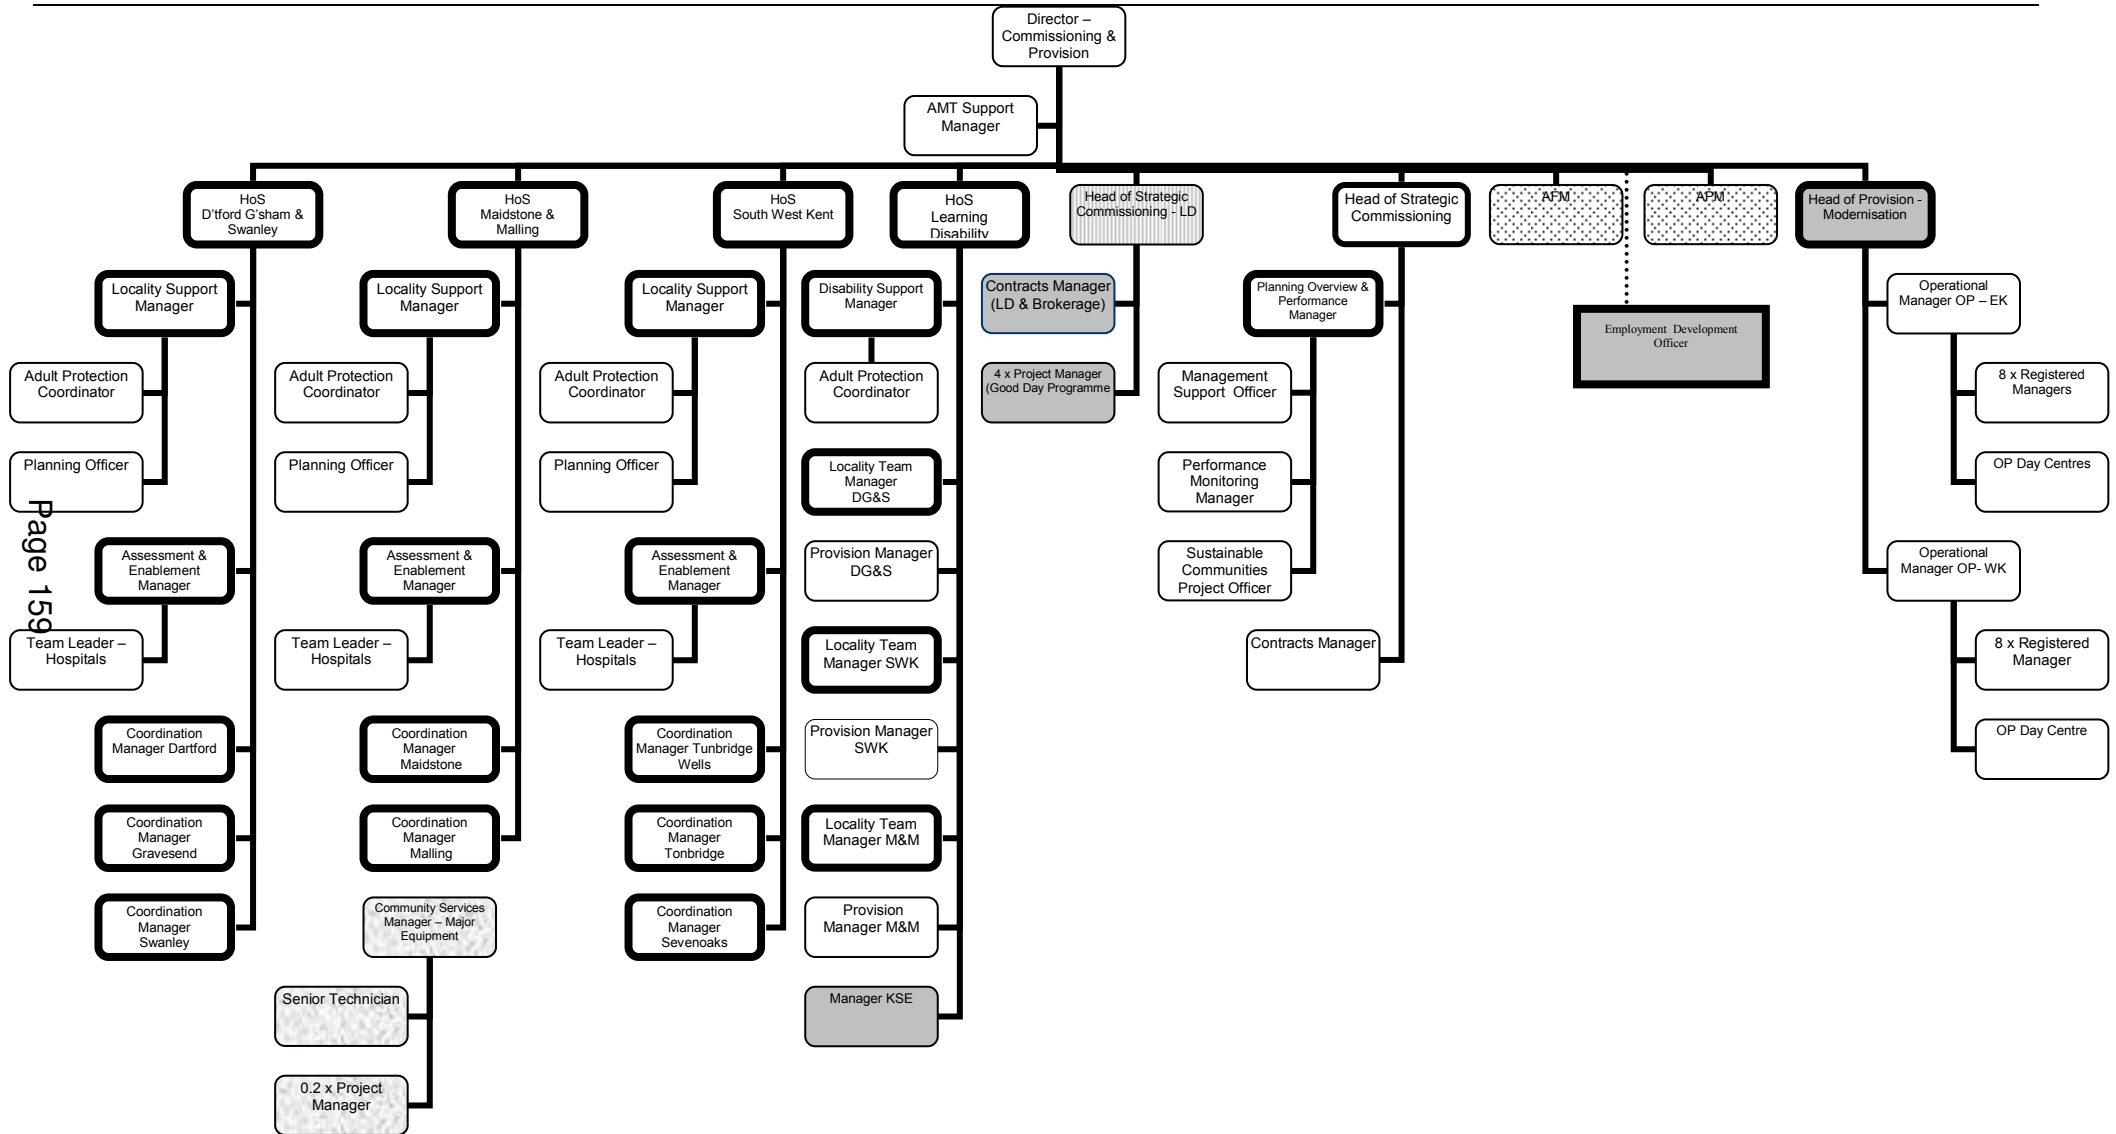 Director –
Commissioning &
Provision
AMT Support
Manager
HoS
D'tford G'sham &
Swanley
HoS
Maidstone &
Malling
HoS
South West Kent
HoS
Learning
Disability
Head of Strategic
Commissioning - LD
Head of Strategic
Commissioning
AFM
APM
Head of Provision -
Modernisation
Locality Support
Manager
Locality Support
Manager
Locality Support
Manager
Disability Support
Manager
Contracts Manager
(LD & Brokerage)
Planning Overview &
Performance
Manager
Employment Development
Officer
Operational
Manager OP – EK
Adult Protection
Coordinator
Adult Protection
Coordinator
Adult Protection
Coordinator
Adult Protection
Coordinator
4 x Project Manager
(Good Day Programme
Management
Support Officer
8 x Registered
Managers
Planning Officer
Planning Officer
Planning Officer
Locality Team
Manager
DG&S
Performance
Monitoring
Manager
OP Day Centres
Page 159
Assessment &
Enablement
Manager
Assessment &
Enablement
Manager
Assessment &
Enablement
Manager
Provision Manager
DG&S
Sustainable
Communities
Project Officer
Operational
Manager OP- WK
Team Leader –
Hospitals
Team Leader –
Hospitals
Team Leader –
Hospitals
Locality Team
Manager SWK
Contracts Manager
8 x Registered
Manager
Coordination
Manager Dartford
Coordination
Manager
Maidstone
Coordination
Manager Tunbridge
Wells
Provision Manager
SWK
OP Day Centre
Coordination
Manager
Gravesend
Coordination
Manager
Malling
Coordination
Manager
Tonbridge
Locality Team
Manager M&M
Coordination
Manager
Swanley
Community Services
Manager – Major
Equipment
Coordination
Manager
Sevenoaks
Provision
Manager M&M
Senior Technician
Manager KSE
0.2 x Project
Manager